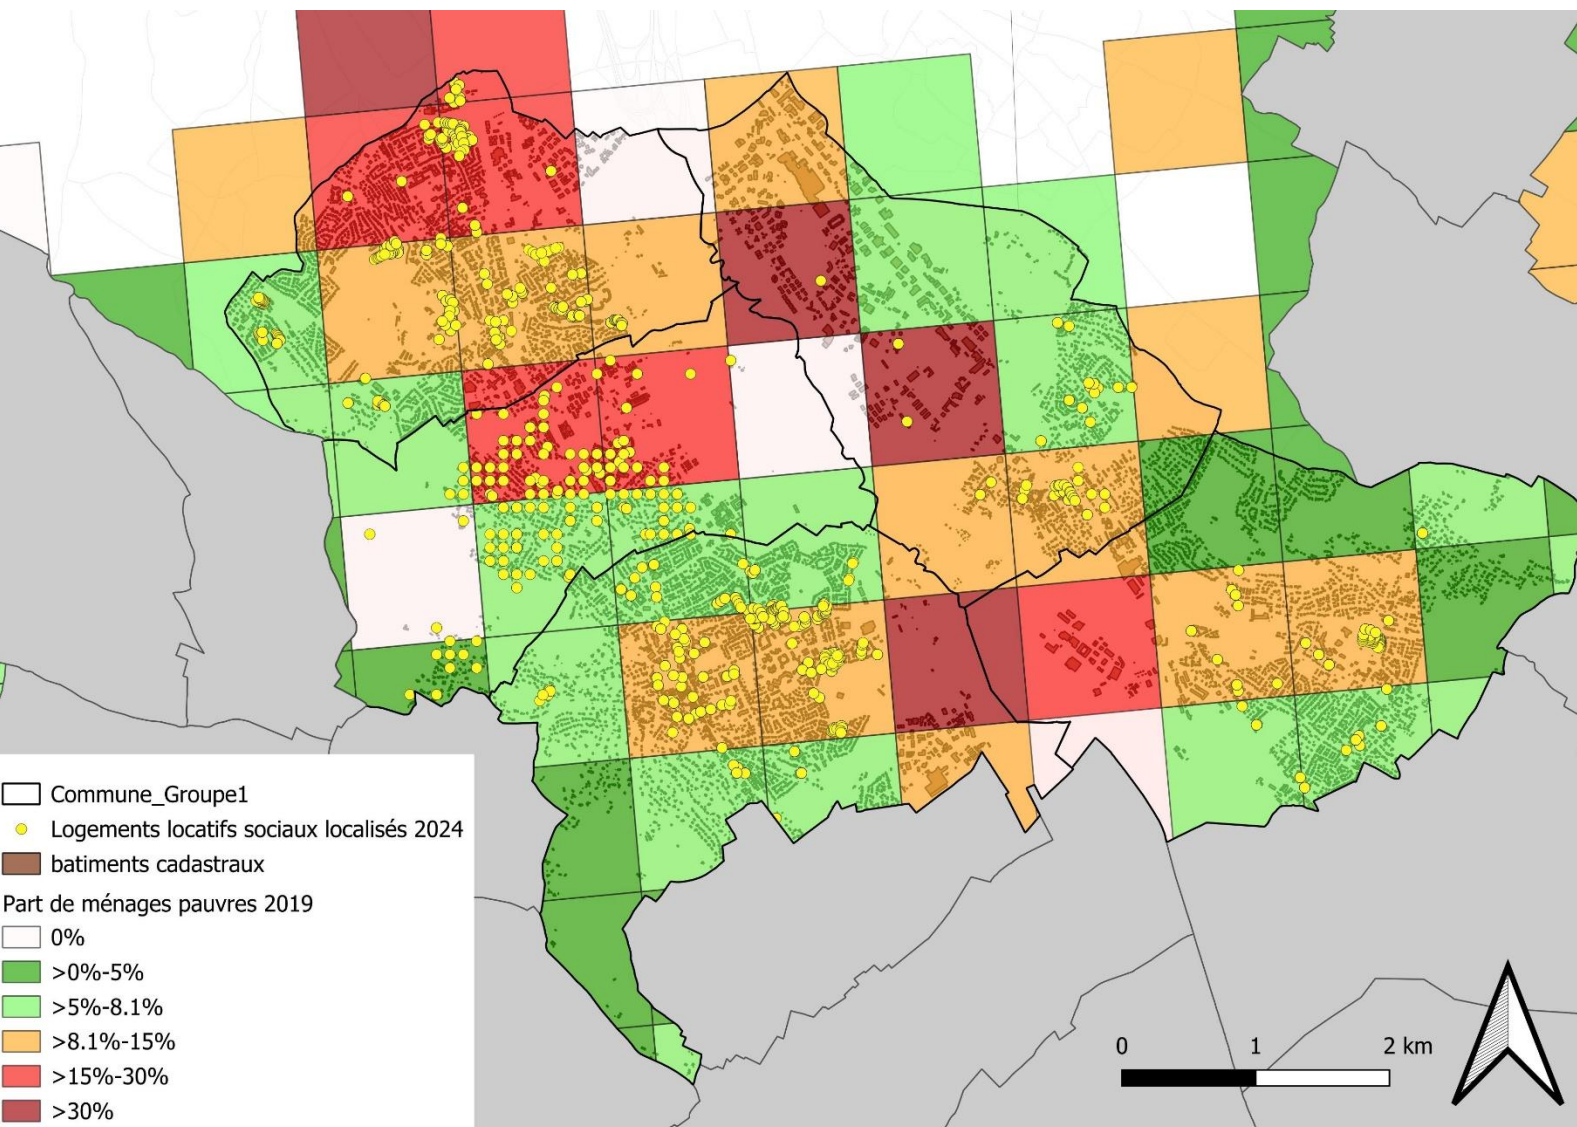 Commune_Groupe1
Logements locatifs sociaux localisés 2024
batiments cadastraux
Part de ménages pauvres 2019
0%
>0%-5%
>5%-8.1%
>8.1%-15%
>15%-30%
>30%
0 1 2 km